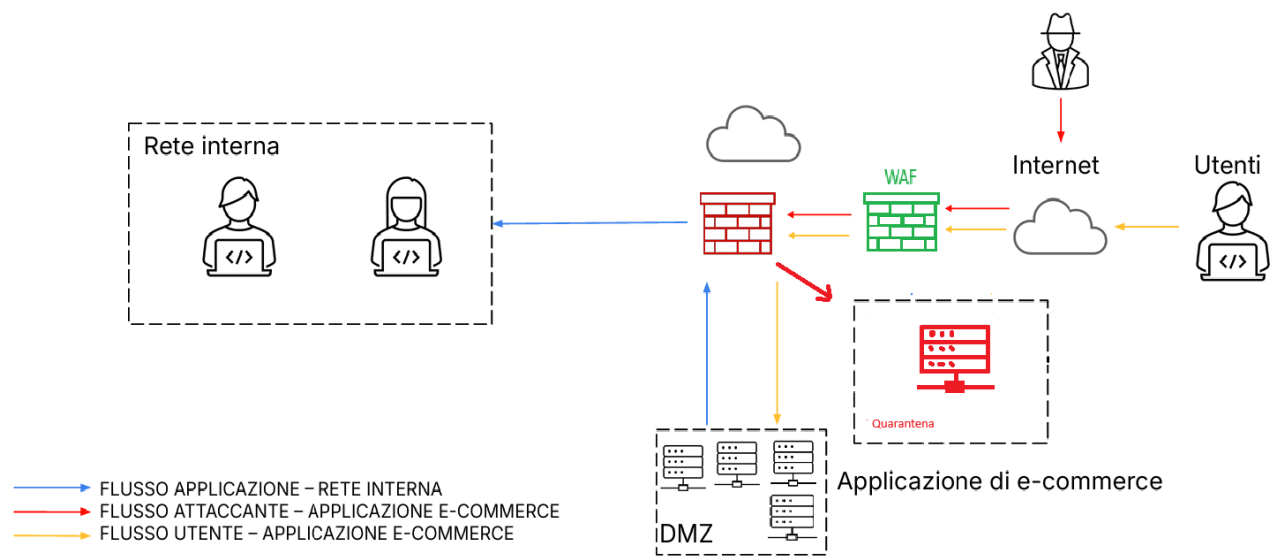 Rete interna
Internet
Utenti
WAF
Quarantena
Applicazione di e-commerce
DMZ
FLUSSO APPLICAZIONE – RETE INTERNA
FLUSSO ATTACCANTE – APPLICAZIONE E-COMMERCE
FLUSSO UTENTE – APPLICAZIONE E-COMMERCE